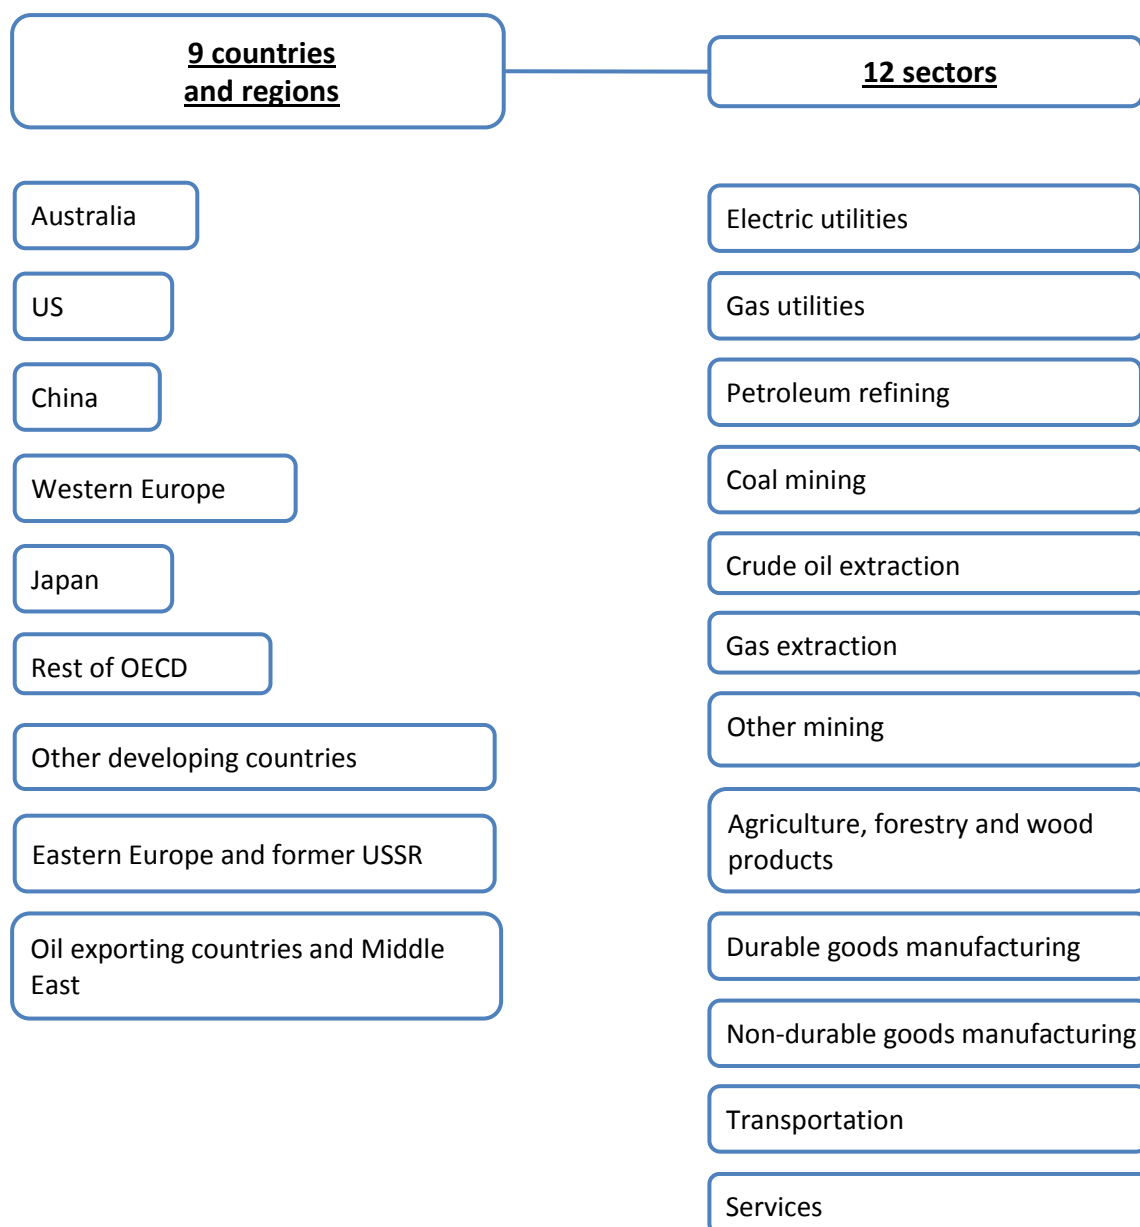 9 countries
and regions
12 sectors
Australia
US
China
Western Europe
Japan
Rest of OECD
Other developing countries
Eastern Europe and former USSR
Oil exporting countries and Middle
East
Electric utilities
Gas utilities
Petroleum refining
Coal mining
Crude oil extraction
Gas extraction
Other mining
Agriculture, forestry and wood
products
Durable goods manufacturing
Non-durable goods manufacturing
Transportation
Services